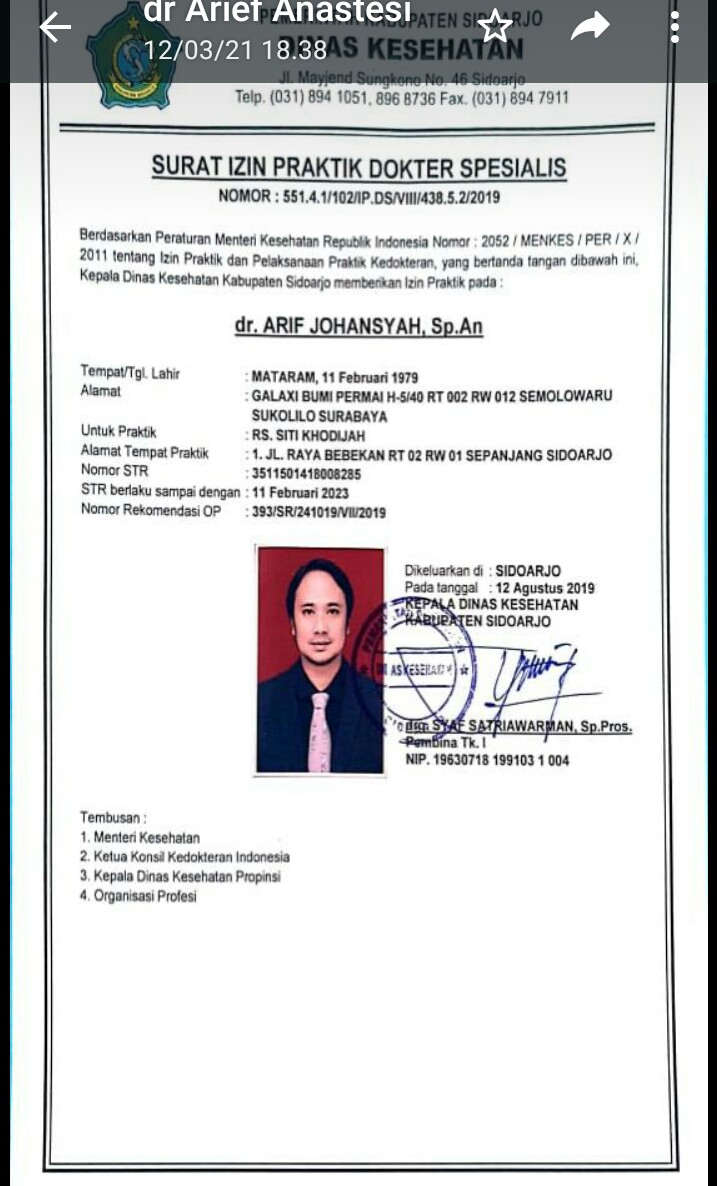 dr Arief Anastesi
12/03/21 18.38
PEMERINTAH KABUPATEN SIDOARJO
DINAS KESEHATAN
Jl. Mayjend Sungkono No. 46 Sidoarjo
Telp. (031) 894 1051, 896 8736 Fax. (031) 894 7911
SURAT IZIN PRAKTIK DOKTER SPESIALIS
NOMOR : 551.4.1/102/IP.DS/VIII/438.5.2/2019
Berdasarkan Peraturan Menteri Kesehatan Republik Indonesia Nomor : 2052 / MENKES / PER / X /
2011 tentang Izin Praktik dan Pelaksanaan Praktik Kedokteran, yang bertanda tangan dibawah ini,
Kepala Dinas Kesehatan Kabupaten Sidoarjo memberikan Izin Praktik pada :
dr. ARIF JOHANSYAH, Sp.An
Tempat/Tgl. Lahir : MATARAM, 11 Februari 1979
Alamat : GALAXI BUMI PERMAI H-5/40 RT 002 RW 012 SEMOLOWARU
SUKOLILO SURABAYA
Untuk Praktik : RS. SITI KHODIJAH
Alamat Tempat Praktik : 1. JL. RAYA BEBEKAN RT 02 RW 01 SEPANJANG SIDOARJO
Nomor STR : 3511501418008285
STR berlaku sampai dengan : 11 Februari 2023
Nomor Rekomendasi OP : 393/SR/241019/VII/2019
Dikeluarkan di : SIDOARJO
Pada tanggal : 12 Agustus 2019
KEPALA DINAS KESEHATAN
KABUPATEN SIDOARJO
drg. SYAF SATRIAWARMAN, Sp.Pros.
Pembina Tk. I
NIP. 19630718 199103 1 004
Tembusan :
1. Menteri Kesehatan
2. Ketua Konsil Kedokteran Indonesia
3. Kepala Dinas Kesehatan Propinsi
4. Organisasi Profesi